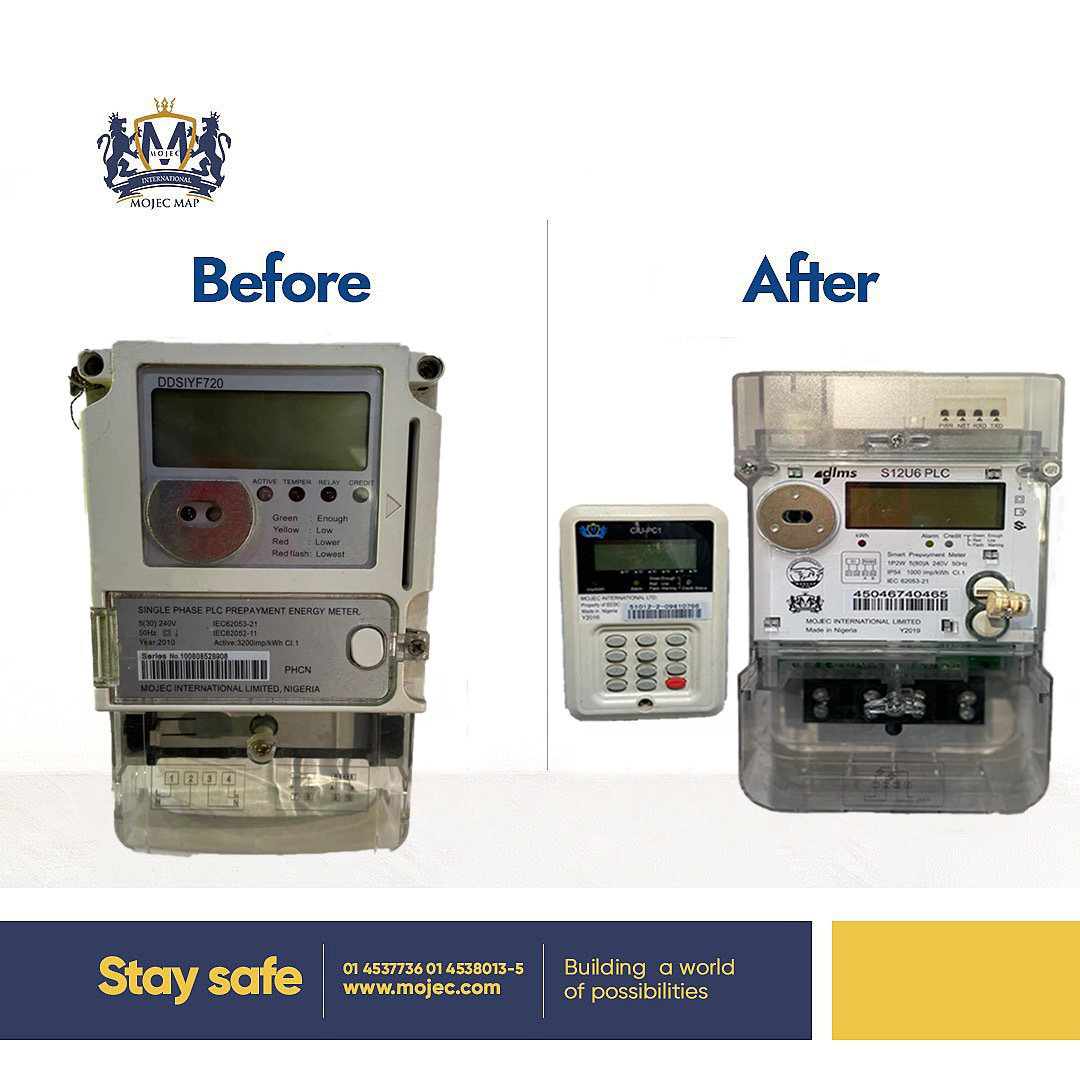 M
MOJEC
INTERNATIONAL
MOJEC MAP
Before
After
DDSIYF720
ACTIVE TEMPER RELAY CREDIT
Green : Enough
Yellow : Low
Red : Lower
Red flash: Lowest
SINGLE PHASE PLC PREPAYMENT ENERGY METER,
5(30) 240V IEC62053-21
50Hz IEC62052-11
Year:2010 Active:3200imp/kWh Cl.1
Series No.100808528908
PHCN
MOJEC INTERNATIONAL LIMITED, NIGERIA
1 2 3 4
L L
N N
CIU-PC1
MOJEC INTERNATIONAL LTD.
Property of EEDC
Made in Nigeria
Y2016
PWR NET RXD TXD
dlms
S12U6 PLC
kWh Alarm Credit
Smart Prepayment Meter
1P2W 5(80)A 240V 50Hz
IP54 1000 imp/kWh Cl.1
IEC 62053-21
45046740465
MOJEC INTERNATIONAL LIMITED
Made in Nigeria Y2019
Stay safe
01 4537736 01 4538013-5
www.mojec.com
Building a world
of possibilities